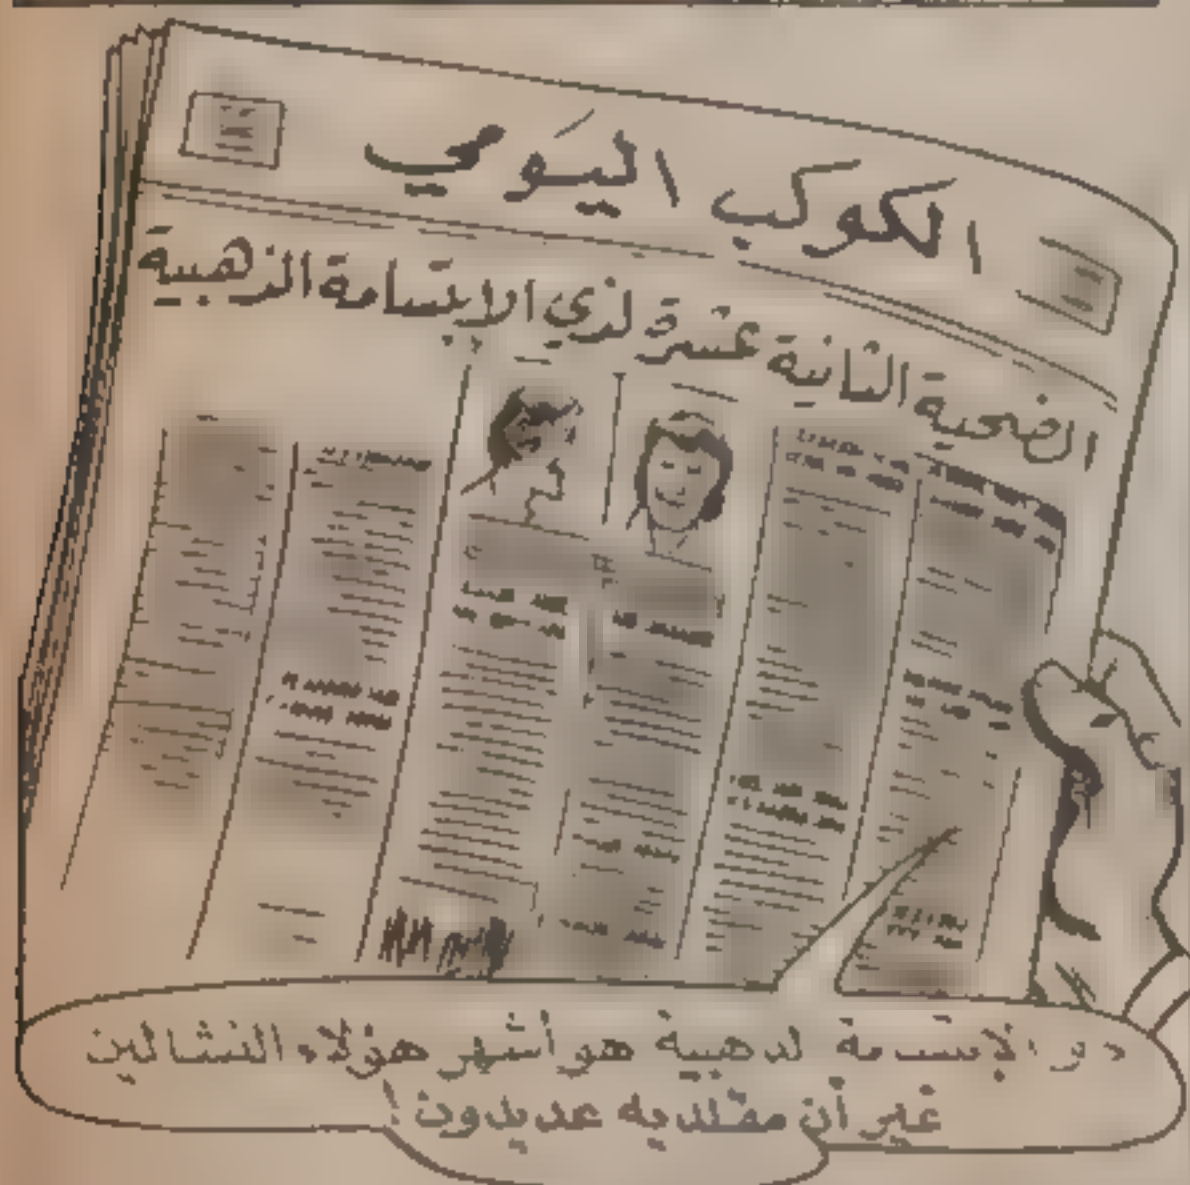 الكوكب اليومي
الضحية الثانية عشرة لذي الإبتسامة الذهبية
ذو الإبتسامة الذهبية هو أشهر هؤلاء النشالين
غير أن مقلديه عديدون !